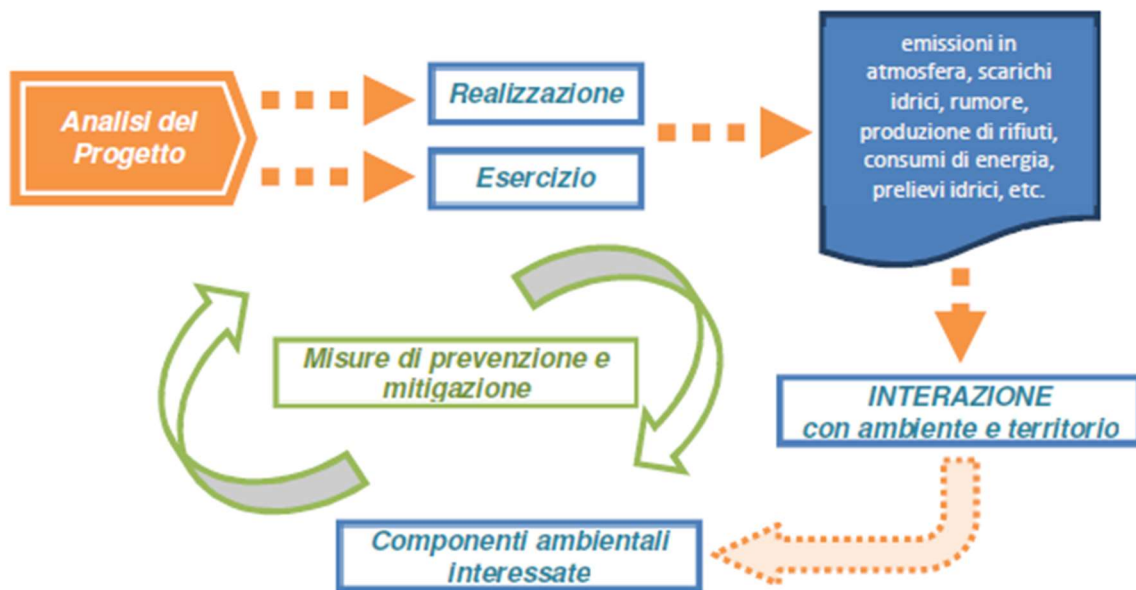 Analisi del
Progetto
Realizzazione
Esercizio
emissioni in
atmosfera, scarichi
idrici, rumore,
produzione di rifiuti,
consumi di energia,
prelievi idrici, etc.
Misure di prevenzione e
mitigazione
INTERAZIONE
con ambiente e territorio
Componenti ambientali
interessate